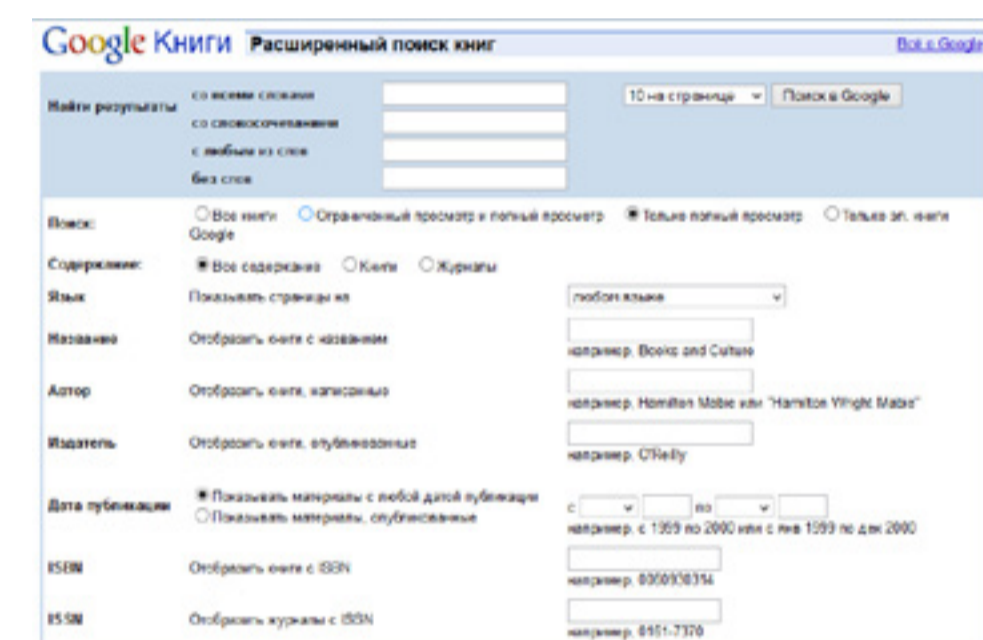 Google Книги Расширенный поиск книг Всё о Google
Найти результаты со всеми словами 10 на странице Поиск в Google
со словосочетанием
с любым из слов
без слов
Поиск: Все книги Ограниченный просмотр и полный просмотр Только полный просмотр Только эл. книги
Google
Содержание: Все содержание Книги Журналы
Язык Показывать страницы на любом языке
Название Отобразить книги с названием
например, Books and Culture
Автор Отобразить книги, написанные
например, Hamilton Mabie или "Hamilton Wright Mabie"
Издатель Отобразить книги, опубликованные
например, O'Reilly
Дата публикации Показывать материалы с любой датой публикации
Показывать материалы, опубликованные с по
например, с 1999 по 2000 или с янв 1999 по дек 2000
ISBN Отобразить книги с ISBN
например, 0060930314
ISSN Отобразить журналы с ISSN
например, 0161-7370